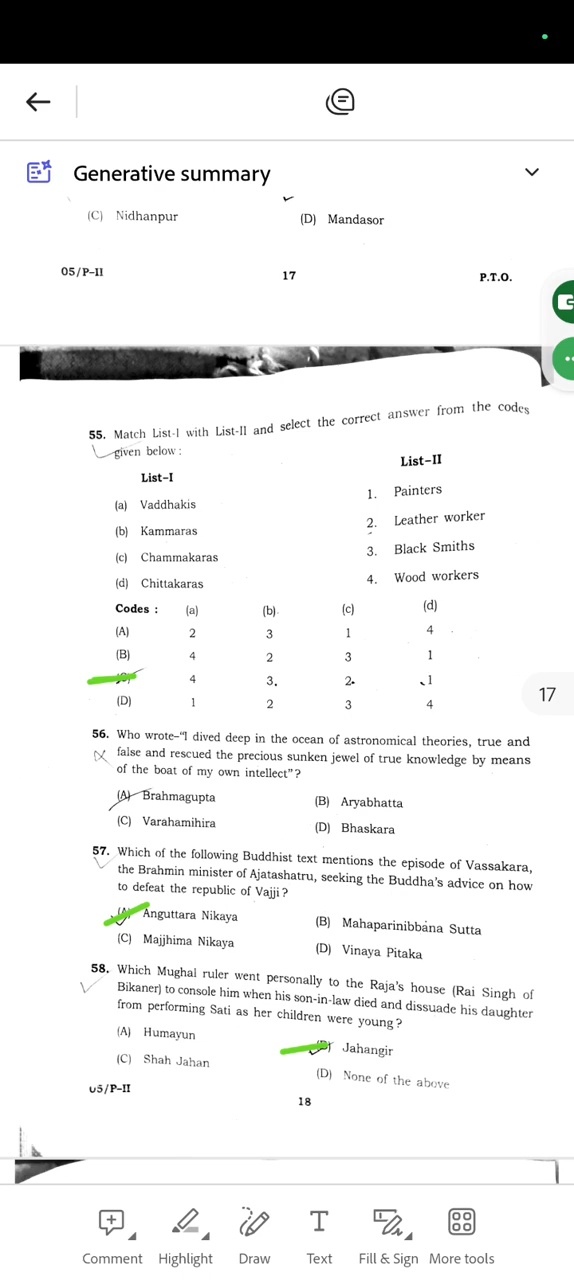 Generative summary
(C) Nidhanpur (D) Mandasor
05/P-II 17 P.T.O.
55. Match List-I with List-II and select the correct answer from the codes
given below :
List-I List-II
(a) Vaddhakis 1. Painters
(b) Kammaras 2. Leather worker
(c) Chammakaras 3. Black Smiths
(d) Chittakaras 4. Wood workers
Codes : (a) (b) (c) (d)
(A) 2 3 1 4
(B) 4 2 3 1
4 3 2 1
(D) 1 2 3 4
17
56. Who wrote-"I dived deep in the ocean of astronomical theories, true and
false and rescued the precious sunken jewel of true knowledge by means
of the boat of my own intellect"?
(A) Brahmagupta (B) Aryabhatta
(C) Varahamihira (D) Bhaskara
57. Which of the following Buddhist text mentions the episode of Vassakara,
the Brahmin minister of Ajatashatru, seeking the Buddha's advice on how
to defeat the republic of Vajji ?
(A) Anguttara Nikaya (B) Mahaparinibbana Sutta
(C) Majjhima Nikaya (D) Vinaya Pitaka
58. Which Mughal ruler went personally to the Raja's house (Rai Singh of
Bikaner) to console him when his son-in-law died and dissuade his daughter
from performing Sati as her children were young ?
(A) Humayun (B) Jahangir
(C) Shah Jahan (D) None of the above
05/P-II
18
Comment Highlight Draw Text Fill & Sign More tools